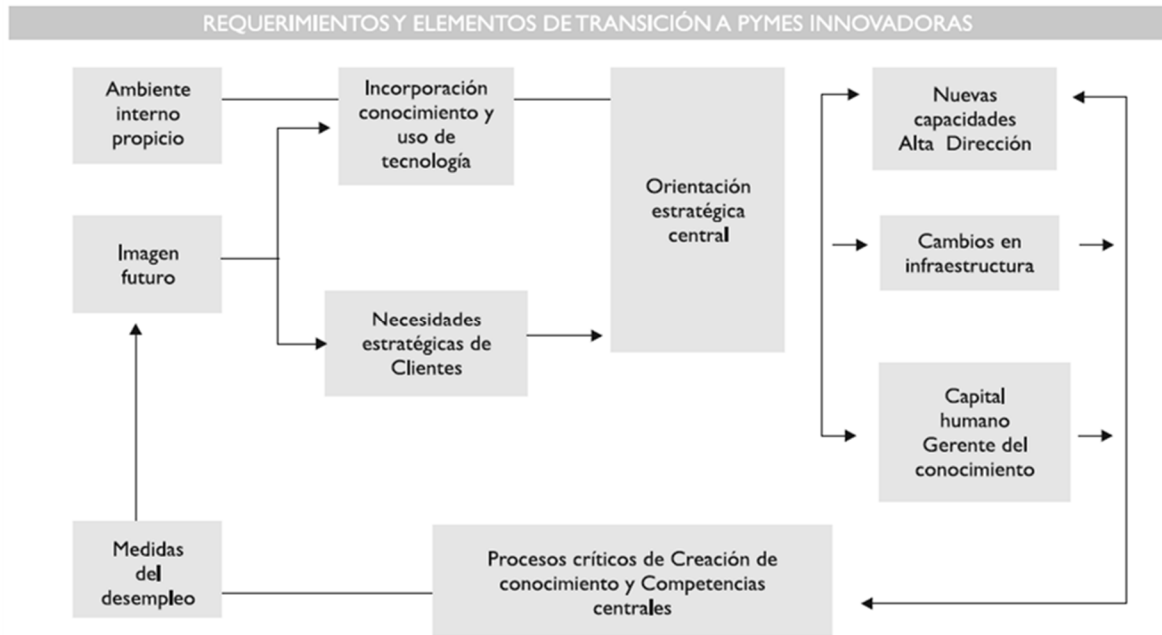 REQUERIMIENTOS Y ELEMENTOS DE TRANSICIÓN A PYMES INNOVADORAS
Ambiente
interno
propicio
Incorporación
conocimiento y
uso de
tecnología
Orientación
estratégica
central
Nuevas
capacidades
Alta Dirección
Imagen
futuro
Cambios en
infraestructura
Necesidades
estratégicas de
Clientes
Capital
humano
Gerente del
conocimiento
Medidas
del
desempleo
Procesos críticos de Creación de
conocimiento y Competencias
centrales